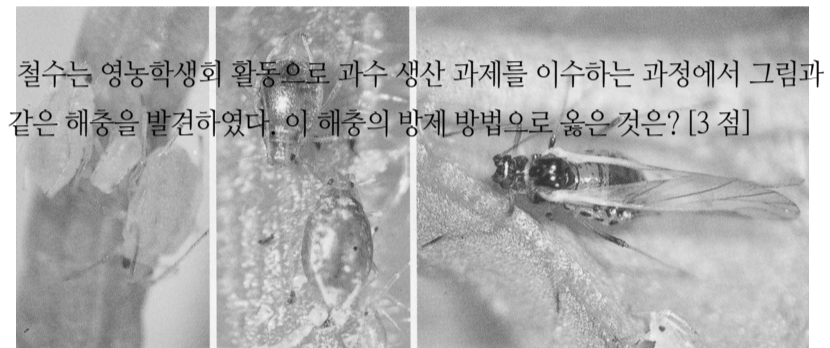 철수는 영농학생회 활동으로 과수 생산 과제를 이수하는 과정에서 그림과
같은 해충을 발견하였다. 이 해충의 방제 방법으로 옳은 것은? [3 점]